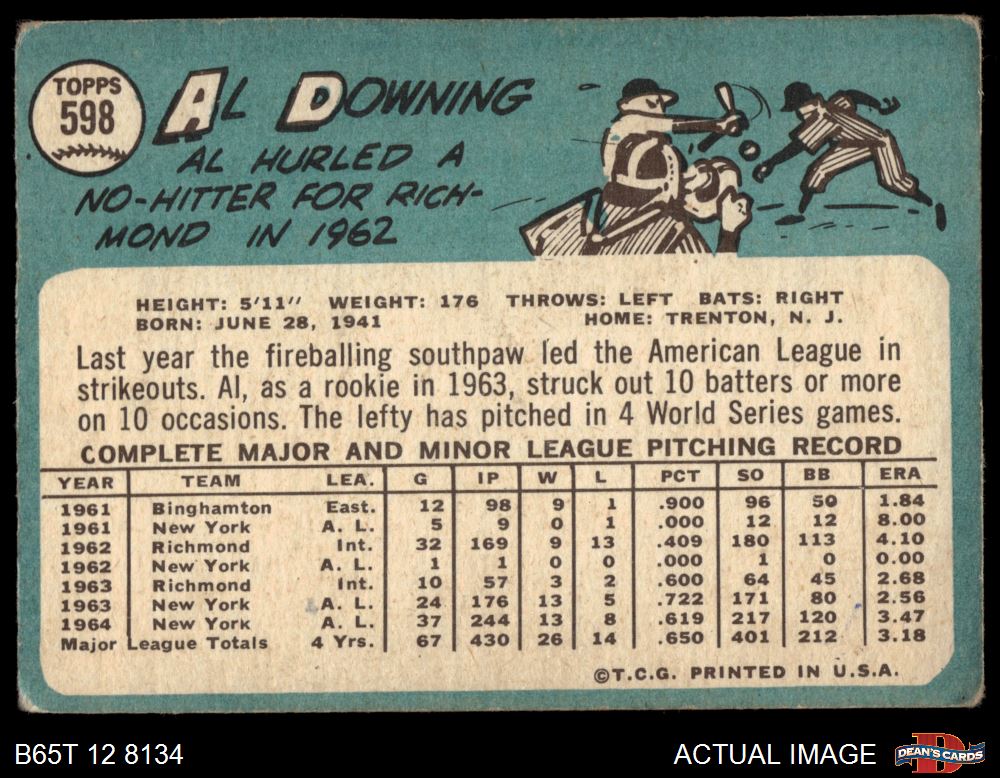 TOPPS
598
AL DOWNING
AL HURLED A
NO-HITTER FOR RICH-
MOND IN 1962
HEIGHT: 5'11" WEIGHT: 176 THROWS: LEFT BATS: RIGHT
BORN: JUNE 28, 1941 HOME: TRENTON, N. J.
Last year the fireballing southpaw led the American League in
strikeouts. Al, as a rookie in 1963, struck out 10 batters or more
on 10 occasions. The lefty has pitched in 4 World Series games.
COMPLETE MAJOR AND MINOR LEAGUE PITCHING RECORD
YEAR TEAM LEA. G IP W L PCT SO BB ERA
1961 Binghamton East. 12 98 9 1 .900 96 50 1.84
1961 New York A. L. 5 9 0 1 .000 12 12 8.00
1962 Richmond Int. 32 169 9 13 .409 180 113 4.10
1962 New York A. L. 1 1 0 0 .000 1 0 0.00
1963 Richmond Int. 10 57 3 2 .600 64 45 2.68
1963 New York A. L. 24 176 13 5 .722 171 80 2.56
1964 New York A. L. 37 244 13 8 .619 217 120 3.47
Major League Totals 4 Yrs. 67 430 26 14 .650 401 212 3.18
©T.C.G. PRINTED IN U.S.A.
B65T 12 8134 ACTUAL IMAGE
DEAN'S CARDS